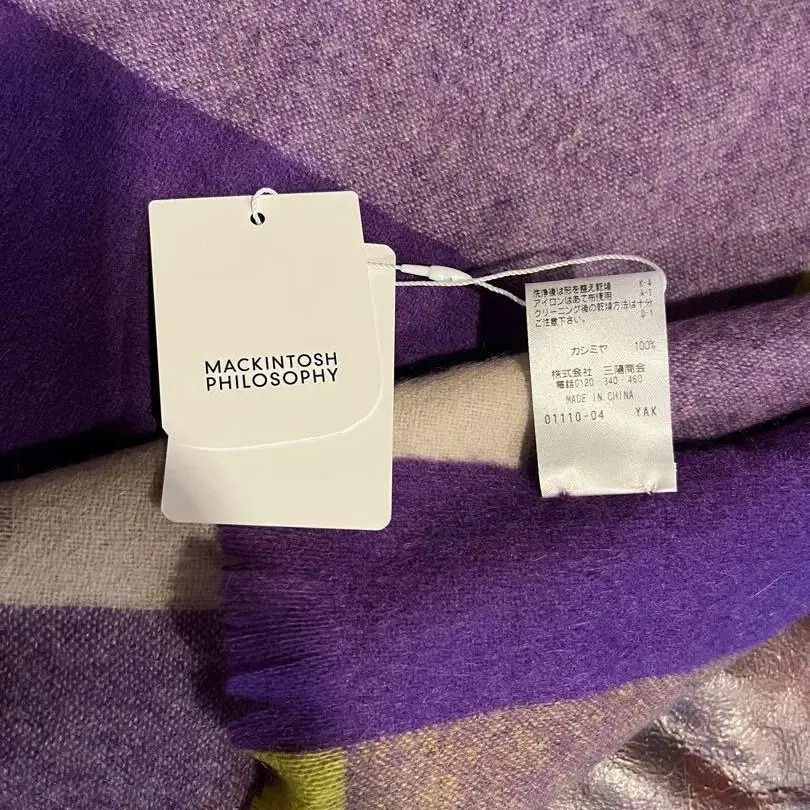 MACKINTOSH
PHILOSOPHY
洗浄後は形を整え乾燥 K-4
アイロンはあて布使用 A-1
クリーニング後の乾燥方法は十分
ご注意下さい。 D-1
カシミヤ 100%
株式会社 三陽商会
電話0120 340 460
MADE IN CHINA
01110-04 YAK